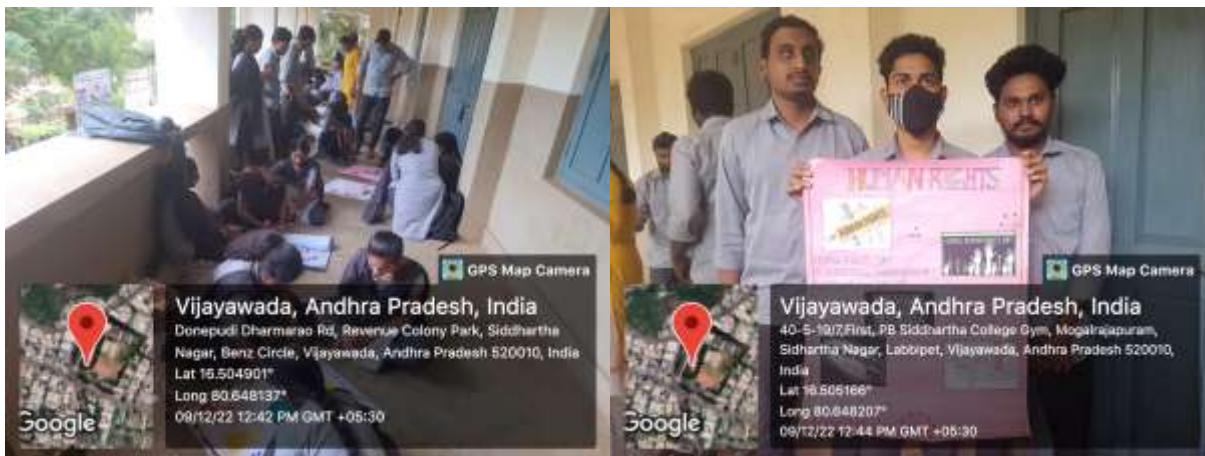 GPS Map Camera
Vijayawada, Andhra Pradesh, India
Donepudi Dharmarao Rd, Revenue Colony Park, Siddhartha
Nagar, Benz Circle, Vijayawada, Andhra Pradesh 520010, India
Lat 16.504901°
Long 80.648137°
09/12/22 12:42 PM GMT +05:30
Google
HUMAN RIGHTS
GPS Map Camera
Vijayawada, Andhra Pradesh, India
40-5-19/7,First, PB Siddhartha College Gym, Mogalrajapuram,
Sidhartha Nagar, Labbipet, Vijayawada, Andhra Pradesh 520010,
India
Lat 16.505166°
Long 80.648207°
09/12/22 12:44 PM GMT +05:30
Google